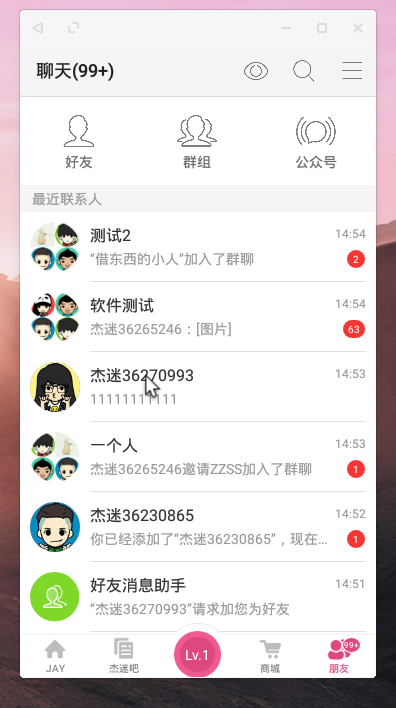 聊天(99+)
好友
群组
公众号
最近联系人
测试2
14:54
“借东西的小人”加入了群聊
2
软件测试
14:54
杰迷36265246：[图片]
63
杰迷36270993
14:53
11111111111
一个人
14:53
杰迷36265246邀请ZZSS加入了群聊
1
杰迷36230865
14:52
你已经添加了“杰迷36230865”，现在...
1
好友消息助手
14:51
“杰迷36270993”请求加您为好友
JAY
杰迷吧
Lv.1
商城
99+
朋友